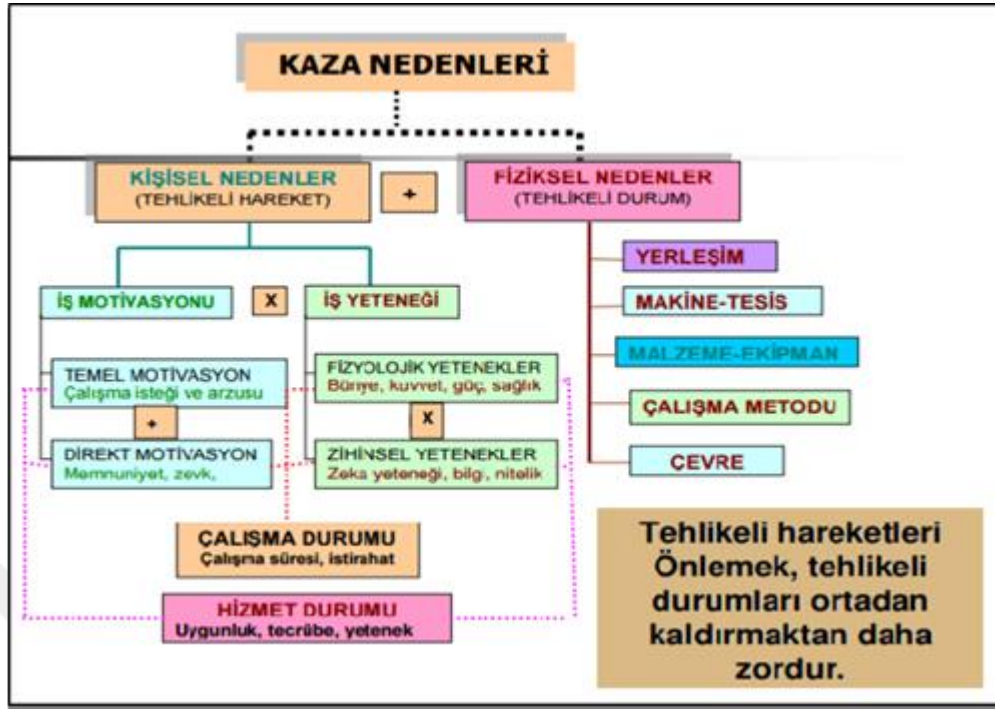 KAZA NEDENLERİ
KİŞİSEL NEDENLER
(TEHLİKELİ HAREKET)
+
FİZİKSEL NEDENLER
(TEHLİKELİ DURUM)
İŞ MOTİVASYONU
X
İŞ YETENEĞİ
TEMEL MOTİVASYON
Çalışma isteği ve arzusu
+
DİREKT MOTİVASYON
Memnuniyet, zevk,
FİZYOLOJİK YETENEKLER
Bünye, kuvvet, güç, sağlık
X
ZİHİNSEL YETENEKLER
Zeka yeteneği, bilgi, nitelik
ÇALIŞMA DURUMU
Çalışma süresi, istirahat
HİZMET DURUMU
Uygunluk, tecrübe, yetenek
YERLEŞİM
MAKİNE-TESİS
MALZEME-EKİPMAN
ÇALIŞMA METODU
ÇEVRE
Tehlikeli hareketleri
Önlemek, tehlikeli
durumları ortadan
kaldırmaktan daha
zordur.